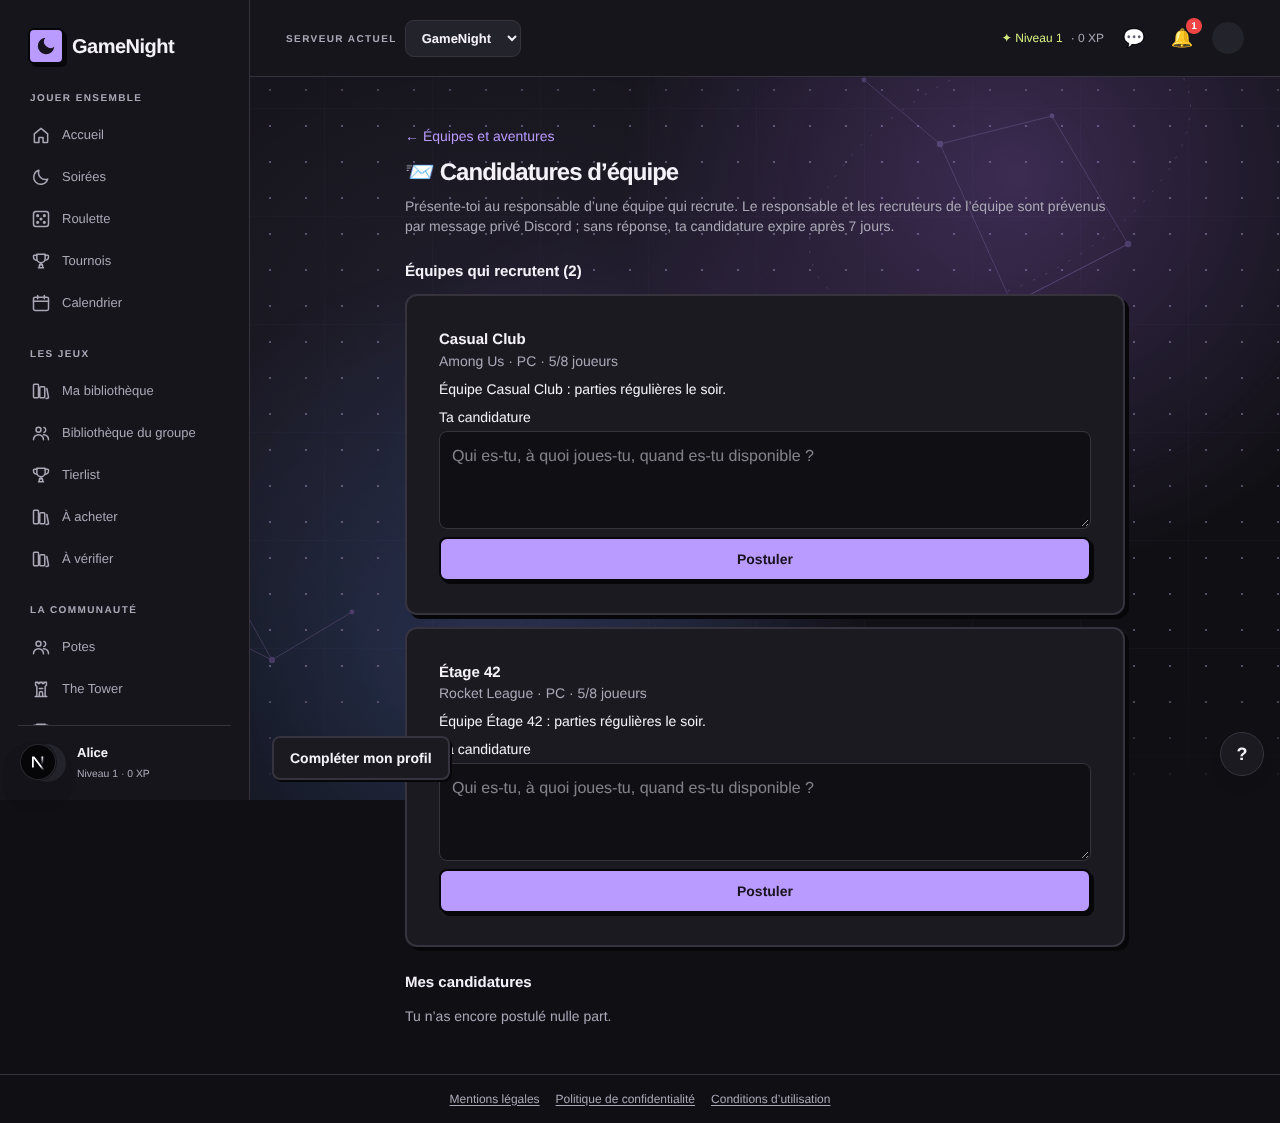 GameNight
SERVEUR ACTUEL
GameNight
✦ Niveau 1 · 0 XP
1
JOUER ENSEMBLE
Accueil
Soirées
Roulette
Tournois
Calendrier
LES JEUX
Ma bibliothèque
Bibliothèque du groupe
Tierlist
À acheter
À vérifier
LA COMMUNAUTÉ
Potes
The Tower
N
Alice
Niveau 1 · 0 XP
← Équipes et aventures
Candidatures d’équipe
Présente-toi au responsable d’une équipe qui recrute. Le responsable et les recruteurs de l’équipe sont prévenus
par message privé Discord ; sans réponse, ta candidature expire après 7 jours.
Équipes qui recrutent (2)
Casual Club
Among Us · PC · 5/8 joueurs
Équipe Casual Club : parties régulières le soir.
Ta candidature
Qui es-tu, à quoi joues-tu, quand es-tu disponible ?
Postuler
Étage 42
Rocket League · PC · 5/8 joueurs
Équipe Étage 42 : parties régulières le soir.
a candidature
Compléter mon profil
?
Qui es-tu, à quoi joues-tu, quand es-tu disponible ?
Postuler
Mes candidatures
Tu n’as encore postulé nulle part.
Mentions légales Politique de confidentialité Conditions d’utilisation